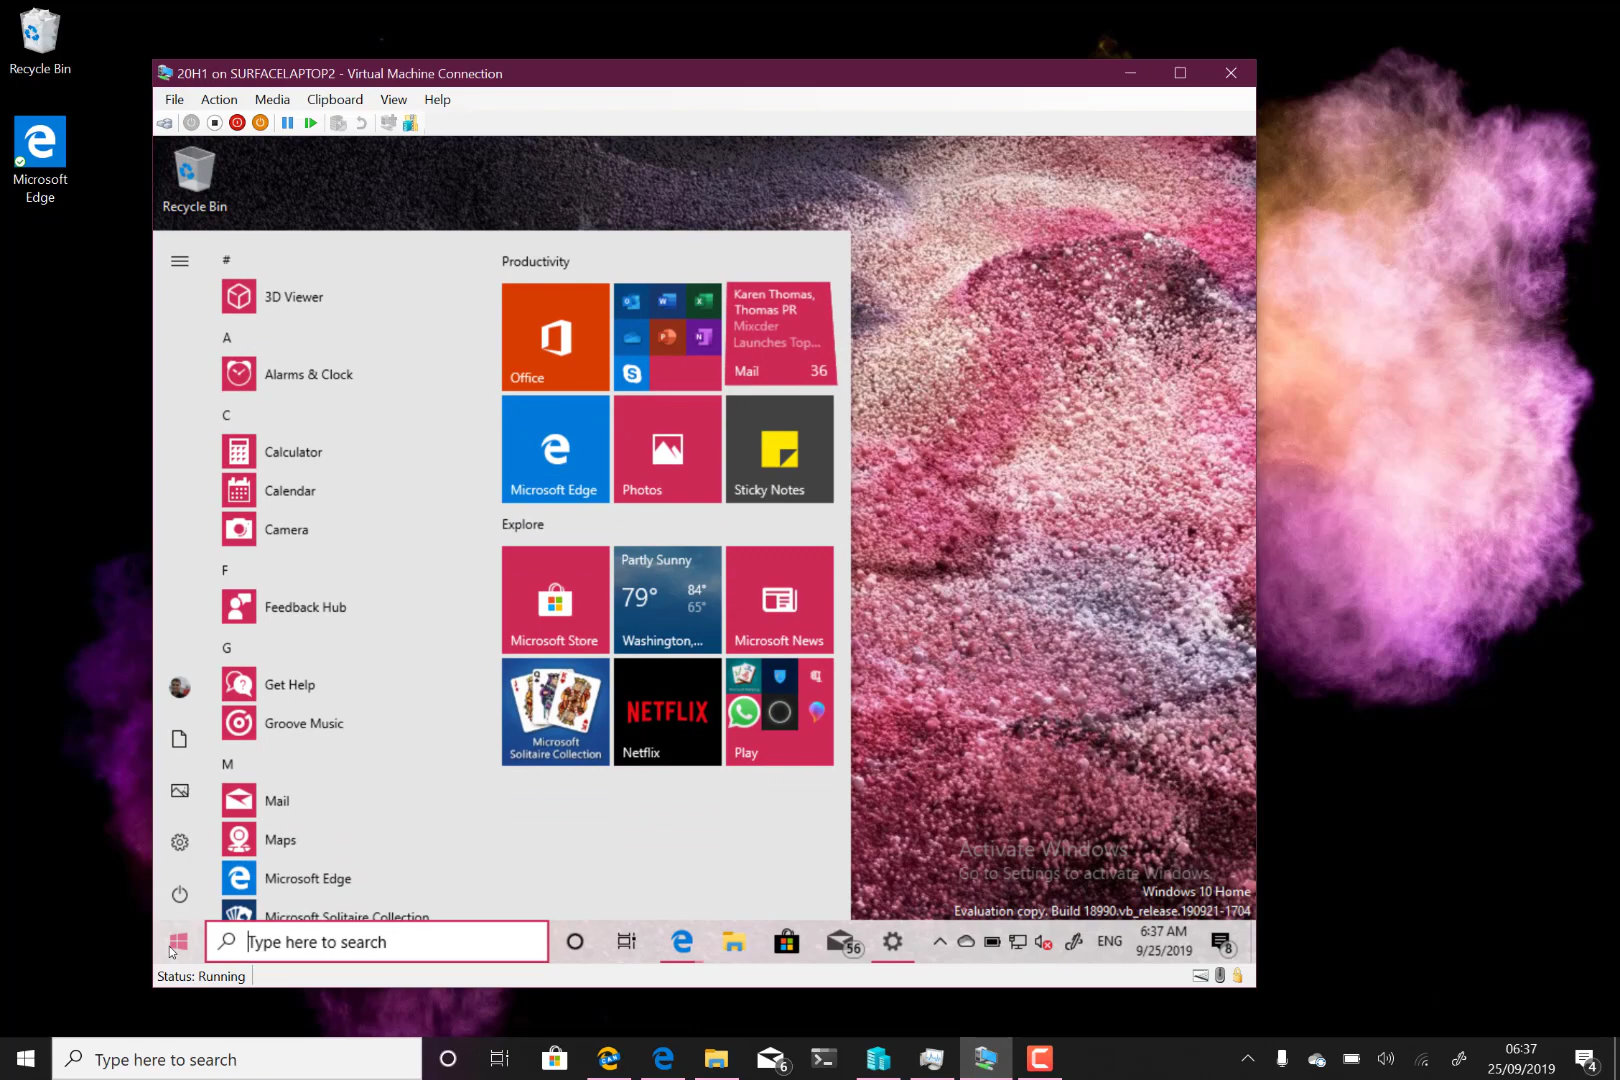 Recycle Bin
Microsoft
Edge
20H1 on SURFACELAPTOP2 - Virtual Machine Connection
File Action Media Clipboard View Help
Recycle Bin
#
3D Viewer
A
Alarms & Clock
C
Calculator
Calendar
Camera
F
Feedback Hub
G
Get Help
Groove Music
M
Mail
Maps
Microsoft Edge
Microsoft Solitaire Collection
Productivity
Office
Karen Thomas,
Thomas PR
Mixcder
Launches Top...
Mail 36
Microsoft Edge
Photos
Sticky Notes
Explore
Microsoft Store
Partly Sunny
79° 84°
65°
Washington,...
Microsoft News
Microsoft
Solitaire Collection
NETFLIX
Netflix
Play
Activate Windows
Go to Settings to activate Windows.
Windows 10 Home
Evaluation copy. Build 18990.vb_release.190921-1704
Type here to search
56
ENG
6:37 AM
9/25/2019
8
Status: Running
Type here to search
CAN
6
06:37
25/09/2019
4